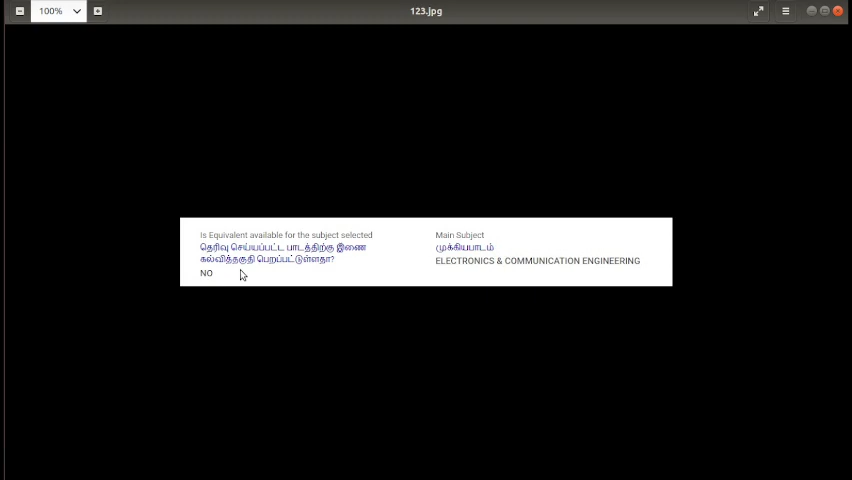 100%
123.jpg
Is Equivalent available for the subject selected
தெரிவு செய்யப்பட்ட பாடத்திற்கு இணை
கல்வித்தகுதி பெறப்பட்டுள்ளதா?
NO
Main Subject
முக்கியபாடம்
ELECTRONICS & COMMUNICATION ENGINEERING